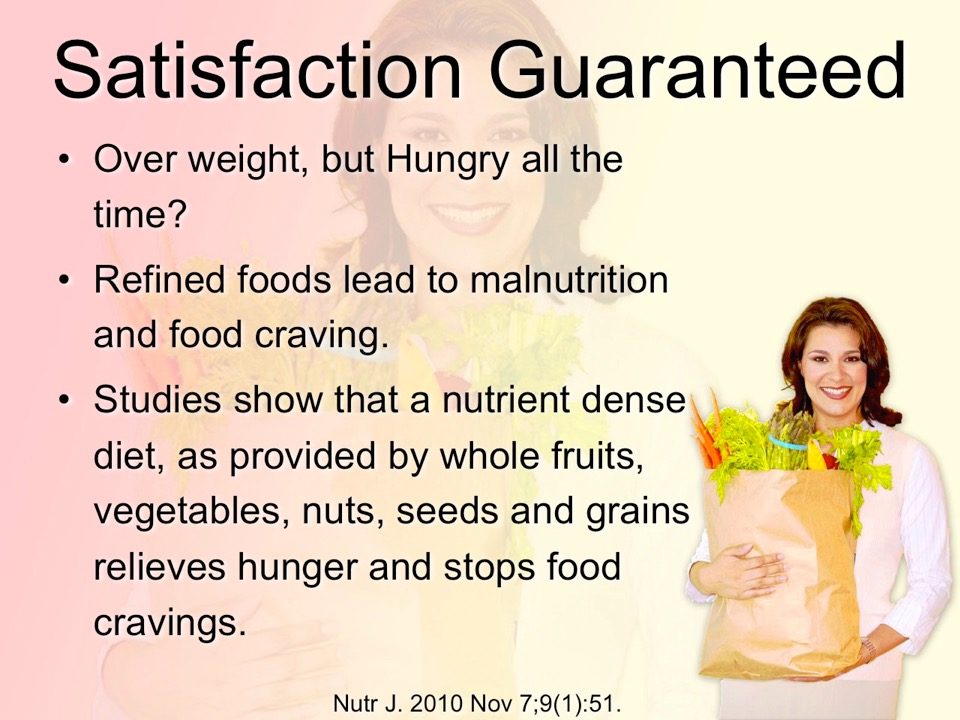 Satisfaction Guaranteed
• Over weight, but Hungry all the
time?
• Refined foods lead to malnutrition
and food craving.
• Studies show that a nutrient dense
diet, as provided by whole fruits,
vegetables, nuts, seeds and grains
relieves hunger and stops food
cravings.
Nutr J. 2010 Nov 7;9(1):51.